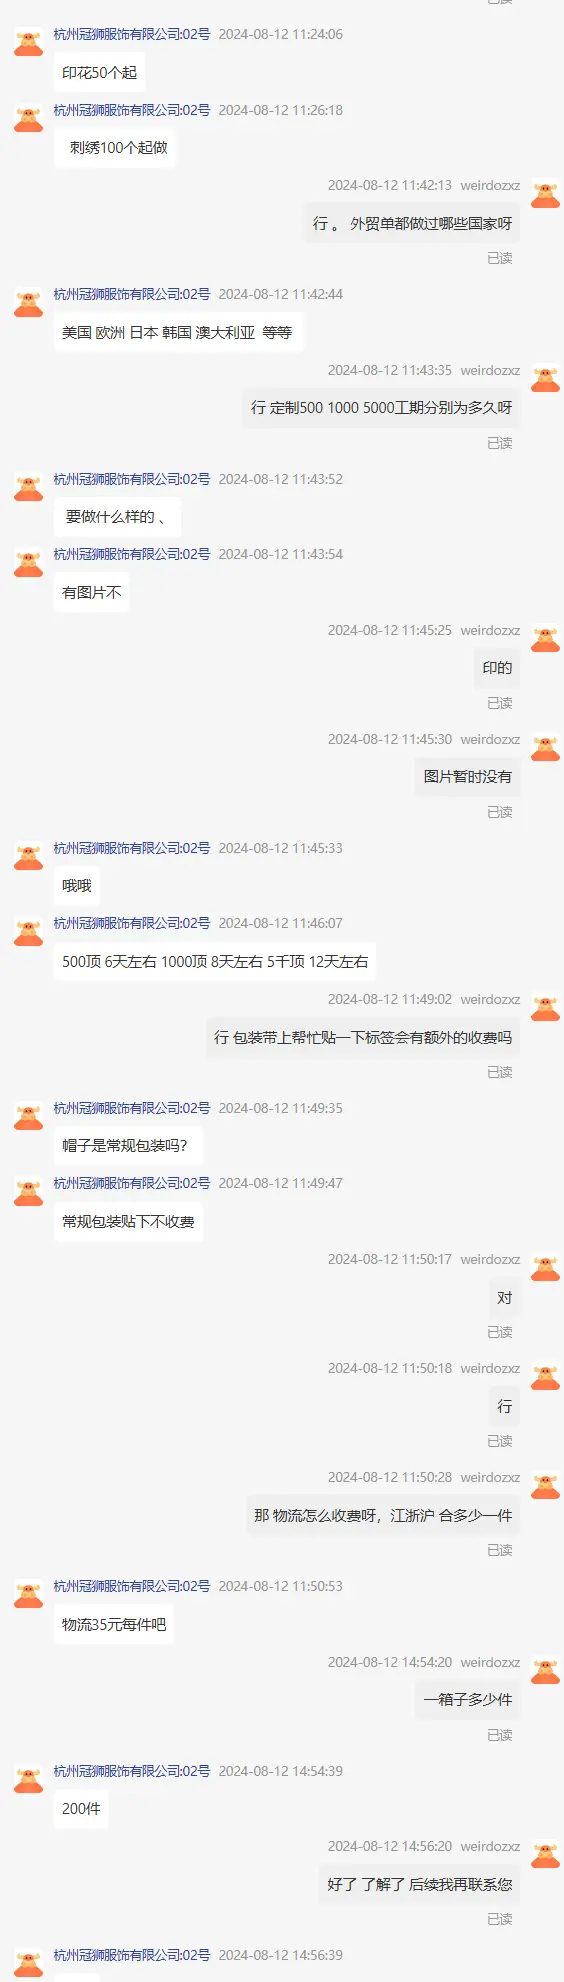 已读
杭州冠狮服饰有限公司:02号 2024-08-12 11:24:06
印花50个起
杭州冠狮服饰有限公司:02号 2024-08-12 11:26:18
刺绣100个起做
2024-08-12 11:42:13 weirdozxz
行 。 外贸单都做过哪些国家呀
已读
杭州冠狮服饰有限公司:02号 2024-08-12 11:42:44
美国 欧洲 日本 韩国 澳大利亚 等等
2024-08-12 11:43:35 weirdozxz
行 定制500 1000 5000工期分别为多久呀
已读
杭州冠狮服饰有限公司:02号 2024-08-12 11:43:52
要做什么样的 、
杭州冠狮服饰有限公司:02号 2024-08-12 11:43:54
有图片不
2024-08-12 11:45:25 weirdozxz
印的
已读
2024-08-12 11:45:30 weirdozxz
图片暂时没有
已读
杭州冠狮服饰有限公司:02号 2024-08-12 11:45:33
哦哦
杭州冠狮服饰有限公司:02号 2024-08-12 11:46:07
500顶 6天左右 1000顶 8天左右 5千顶 12天左右
2024-08-12 11:49:02 weirdozxz
行 包装带上帮忙贴一下标签会有额外的收费吗
已读
杭州冠狮服饰有限公司:02号 2024-08-12 11:49:35
帽子是常规包装吗?
杭州冠狮服饰有限公司:02号 2024-08-12 11:49:47
常规包装贴下不收费
2024-08-12 11:50:17 weirdozxz
对
已读
2024-08-12 11:50:18 weirdozxz
行
已读
2024-08-12 11:50:28 weirdozxz
那 物流怎么收费呀，江浙沪 合多少一件
已读
杭州冠狮服饰有限公司:02号 2024-08-12 11:50:53
物流35元每件吧
2024-08-12 14:54:20 weirdozxz
一箱子多少件
已读
杭州冠狮服饰有限公司:02号 2024-08-12 14:54:39
200件
2024-08-12 14:56:20 weirdozxz
好了 了解了 后续我再联系您
已读
杭州冠狮服饰有限公司:02号 2024-08-12 14:56:39